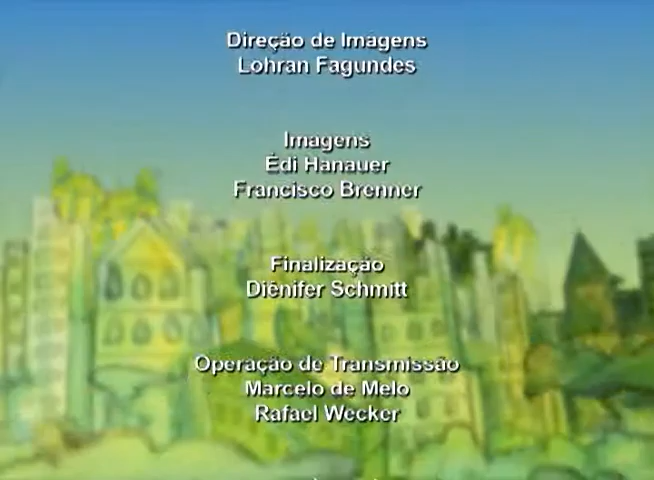 Direção de Imagens
Lohran Fagundes
Imagens
Édi Hanauer
Francisco Brenner
Finalização
Diênifer Schmitt
Operação de Transmissão
Marcelo de Melo
Rafael Wecker